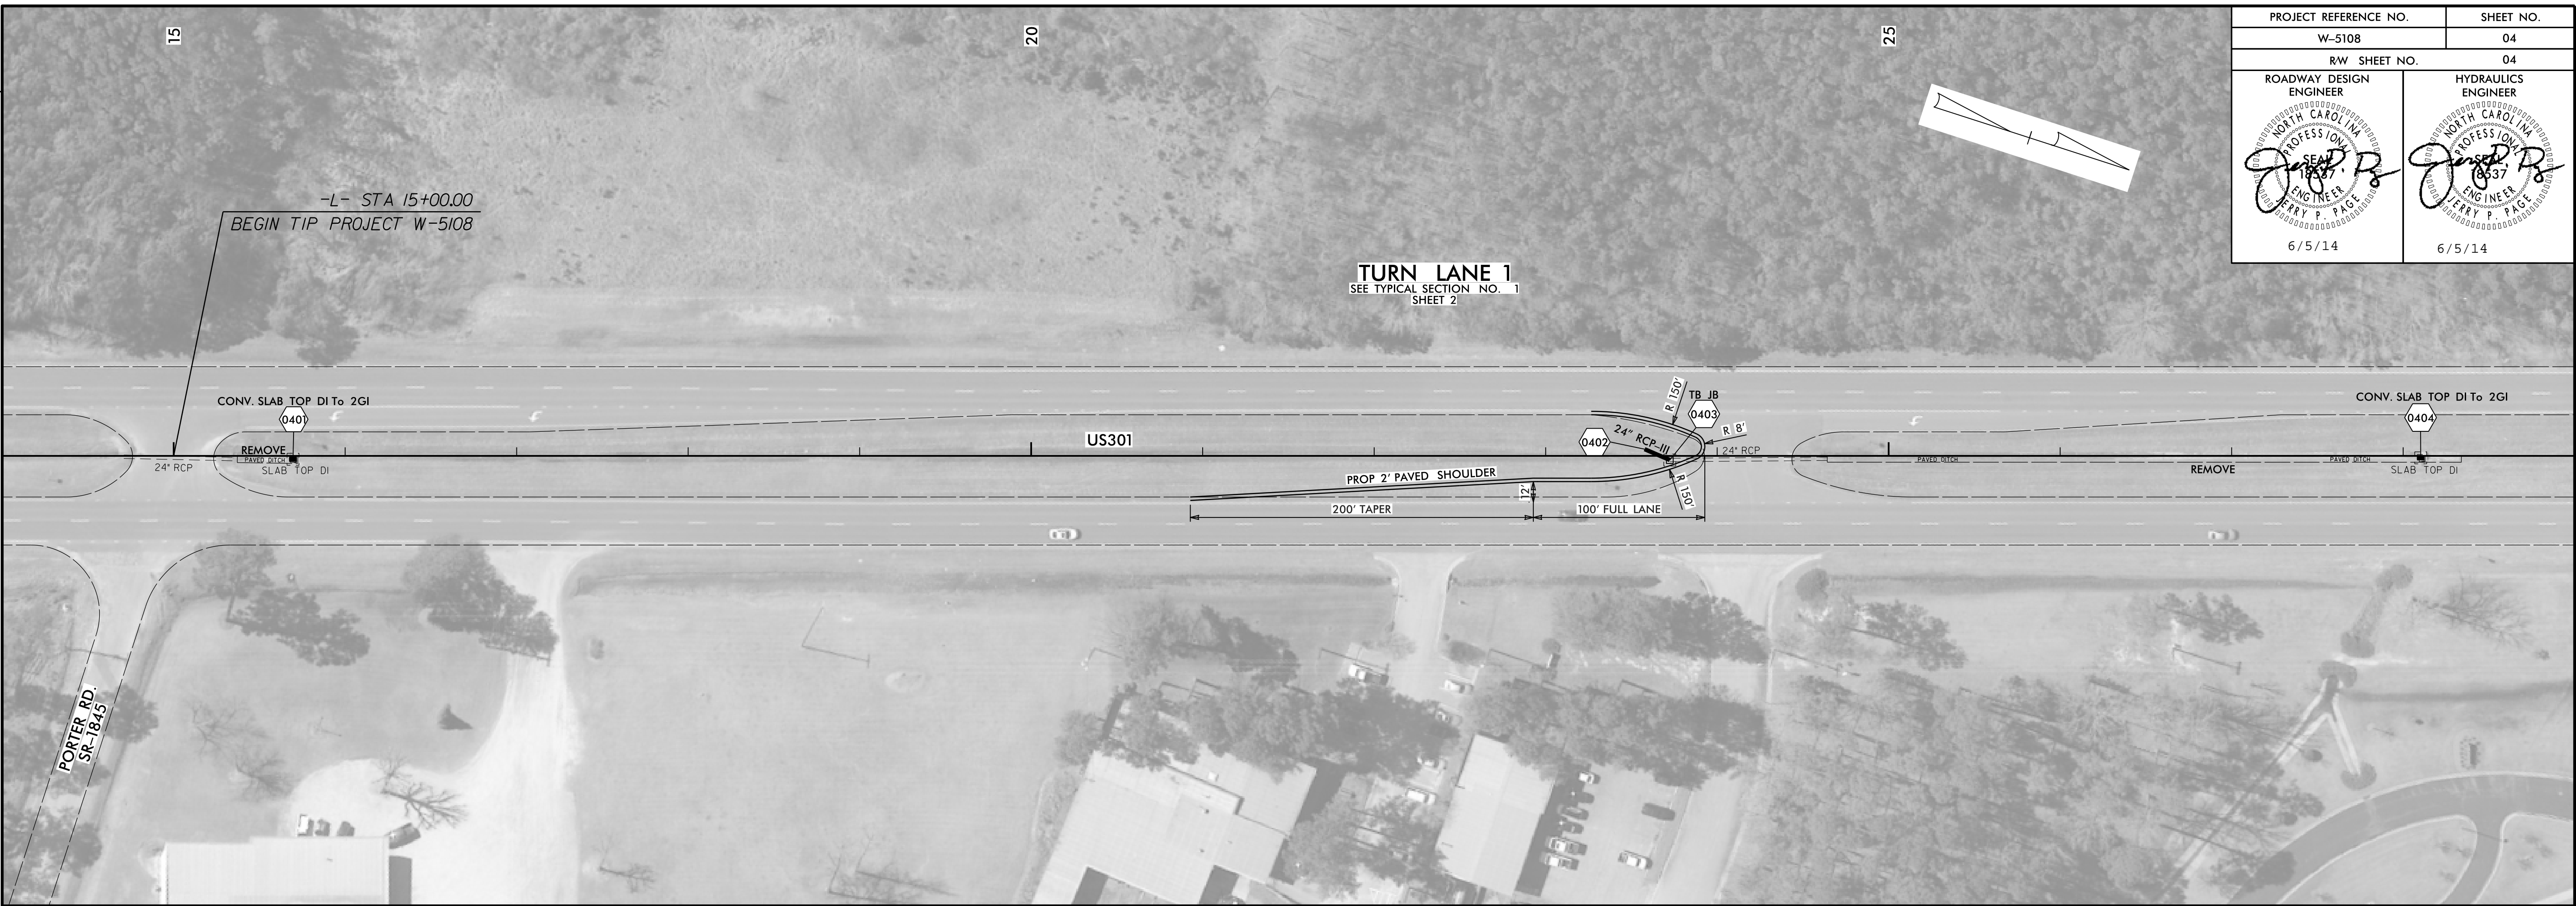 15
20
25
PROJECT REFERENCE NO.
SHEET NO.
W–5108
04
R/W SHEET NO.
04
ROADWAY DESIGN
ENGINEER
HYDRAULICS
ENGINEER
NORTH CAROLINA
PROFESSIONAL
SEAL
18537
ENGINEER
JERRY P. PAGE
6/5/14
NORTH CAROLINA
PROFESSIONAL
SEAL
18537
ENGINEER
JERRY P. PAGE
6/5/14
-L- STA 15+00.00
BEGIN TIP PROJECT W-5108
TURN LANE 1
SEE TYPICAL SECTION NO. 1
SHEET 2
CONV. SLAB TOP DI To 2GI
0401
REMOVE
PAVED DITCH
24" RCP
SLAB TOP DI
US301
R 150'
TB JB
0403
R 8'
24" RCP-III
0402
24" RCP
PROP 2' PAVED SHOULDER
12'
R 150'
200' TAPER
100' FULL LANE
CONV. SLAB TOP DI To 2GI
0404
PAVED DITCH
REMOVE
PAVED DITCH
SLAB TOP DI
PORTER RD.
SR–1845